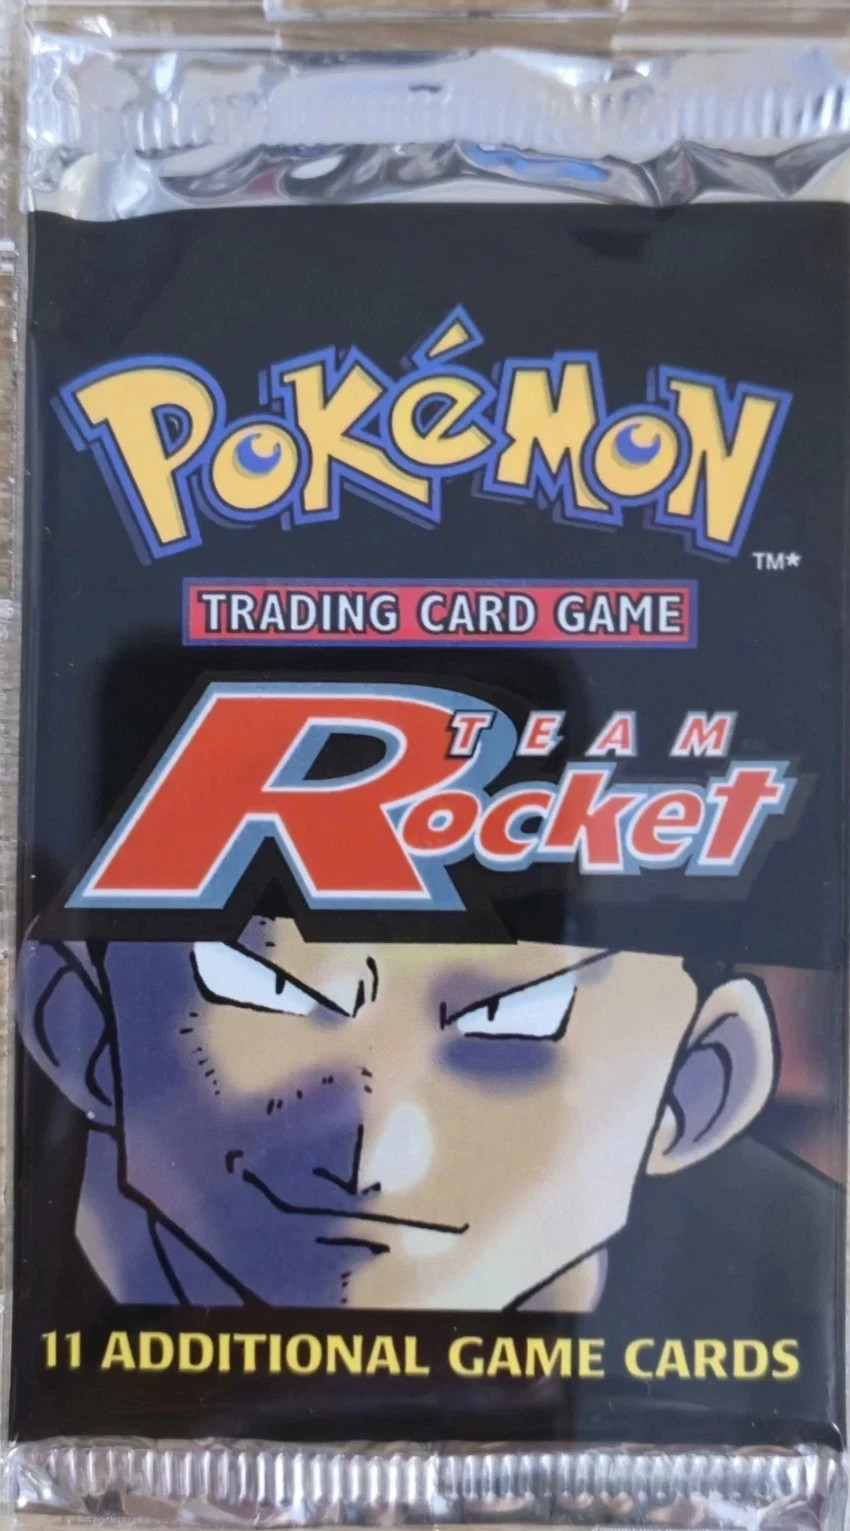 POKéMON
TM*
TRADING CARD GAME
TEAM
Rocket
11 ADDITIONAL GAME CARDS